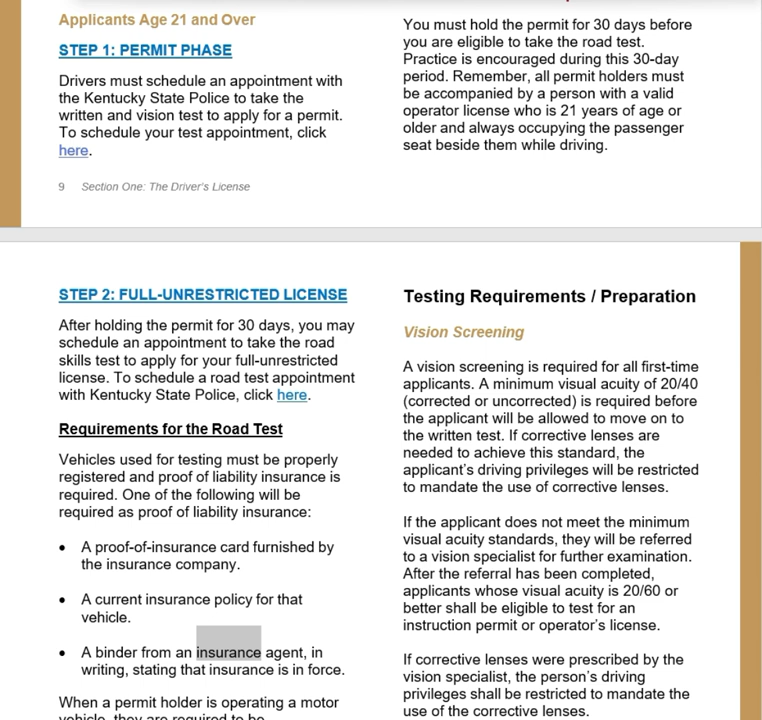 Applicants Age 21 and Over
STEP 1: PERMIT PHASE
Drivers must schedule an appointment with
the Kentucky State Police to take the
written and vision test to apply for a permit.
To schedule your test appointment, click
here.
You must hold the permit for 30 days before
you are eligible to take the road test.
Practice is encouraged during this 30-day
period. Remember, all permit holders must
be accompanied by a person with a valid
operator license who is 21 years of age or
older and always occupying the passenger
seat beside them while driving.
9 Section One: The Driver's License
STEP 2: FULL-UNRESTRICTED LICENSE
After holding the permit for 30 days, you may
schedule an appointment to take the road
skills test to apply for your full-unrestricted
license. To schedule a road test appointment
with Kentucky State Police, click here.
Requirements for the Road Test
Vehicles used for testing must be properly
registered and proof of liability insurance is
required. One of the following will be
required as proof of liability insurance:
• A proof-of-insurance card furnished by
the insurance company.
• A current insurance policy for that
vehicle.
• A binder from an insurance agent, in
writing, stating that insurance is in force.
When a permit holder is operating a motor
vehicle, they are required to be
Testing Requirements / Preparation
Vision Screening
A vision screening is required for all first-time
applicants. A minimum visual acuity of 20/40
(corrected or uncorrected) is required before
the applicant will be allowed to move on to
the written test. If corrective lenses are
needed to achieve this standard, the
applicant's driving privileges will be restricted
to mandate the use of corrective lenses.
If the applicant does not meet the minimum
visual acuity standards, they will be referred
to a vision specialist for further examination.
After the referral has been completed,
applicants whose visual acuity is 20/60 or
better shall be eligible to test for an
instruction permit or operator's license.
If corrective lenses were prescribed by the
vision specialist, the person's driving
privileges shall be restricted to mandate the
use of the corrective lenses.